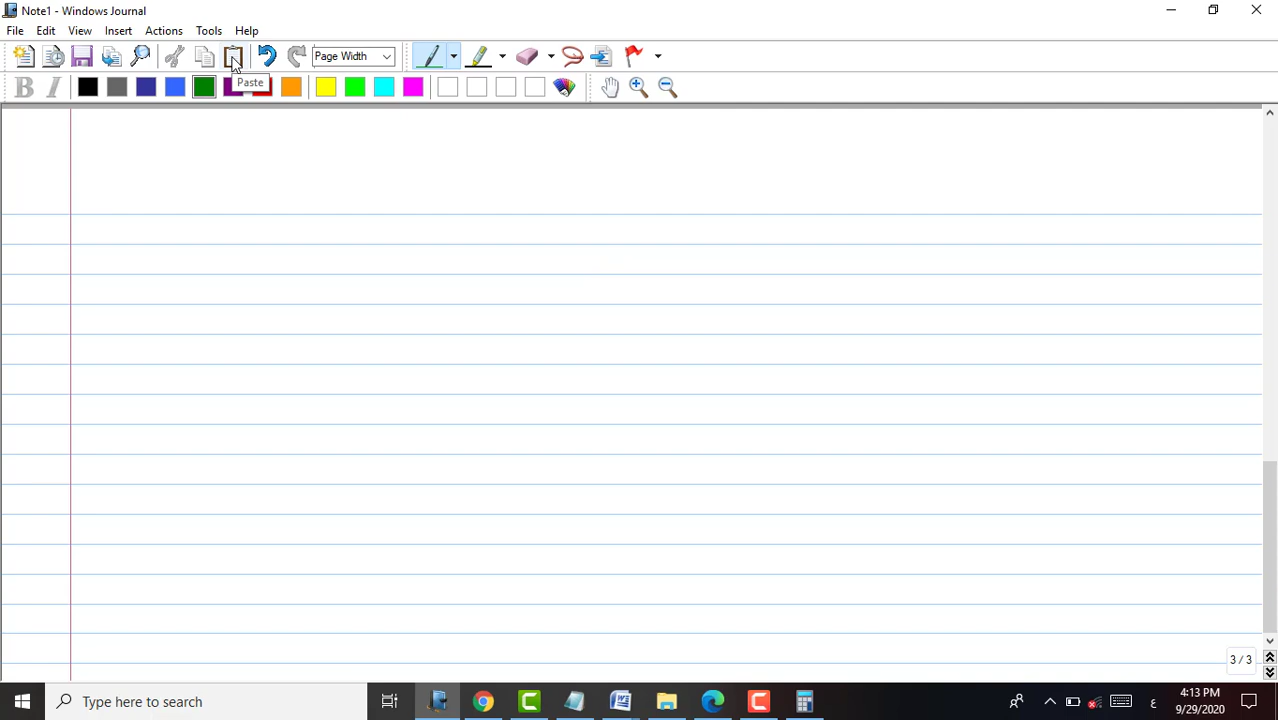 Note1 - Windows Journal
File Edit View Insert Actions Tools Help
Page Width
Paste
B I
3 / 3
Type here to search
ع
4:13 PM
9/29/2020